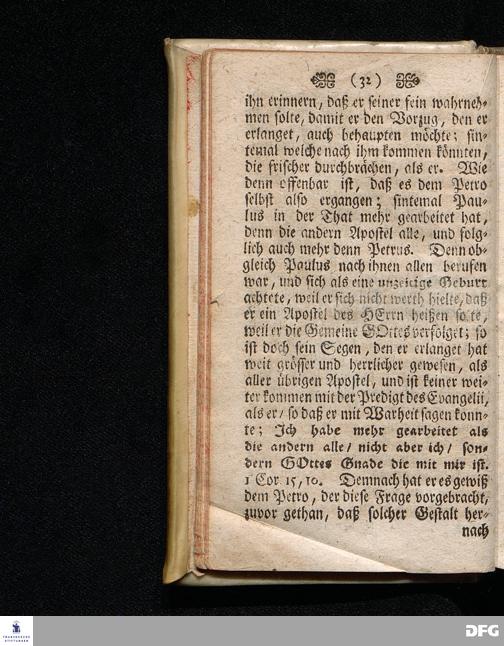 (32)
ihn erinnern, daß er seiner fein wahrneh-
men solte, damit er den Vorzug, den er
erlanget, auch behaupten möchte; sin-
temal welche nach ihm kommen könnten,
die frischer durchbrächen, als er. Wie
denn offenbar ist, daß es dem Petro
selbst also ergangen; sintemal Pau-
lus in der That mehr gearbeitet hat,
denn die andern Apostel alle, und folg-
lich auch mehr denn Petrus. Denn ob-
gleich Paulus nach ihnen allen berufen
war, und sich als eine unzeitige Geburt
achtete, weil er sich nicht werth hielte, daß
er ein Apostel des HErrn heißen solte,
weil er die Gemeine GOttes verfolget; so
ist doch sein Segen, den er erlanget hat
weit grösser und herrlicher gewesen, als
aller übrigen Apostel, und ist keiner wei-
ter kommen mit der Predigt des Evangelii,
als er/ so daß er mit Warheit sagen konn-
te; Ich habe mehr gearbeitet als
die andern alle/ nicht aber ich/ son-
dern GOttes Gnade die mit mir ist.
1 Cor 15, 10. Demnach hat er es gewiß
dem Petro, der diese Frage vorgebracht,
zuvor gethan, daß solcher Gestalt her-
nach
FRANCKESCHE
STIFTUNGEN
DFG